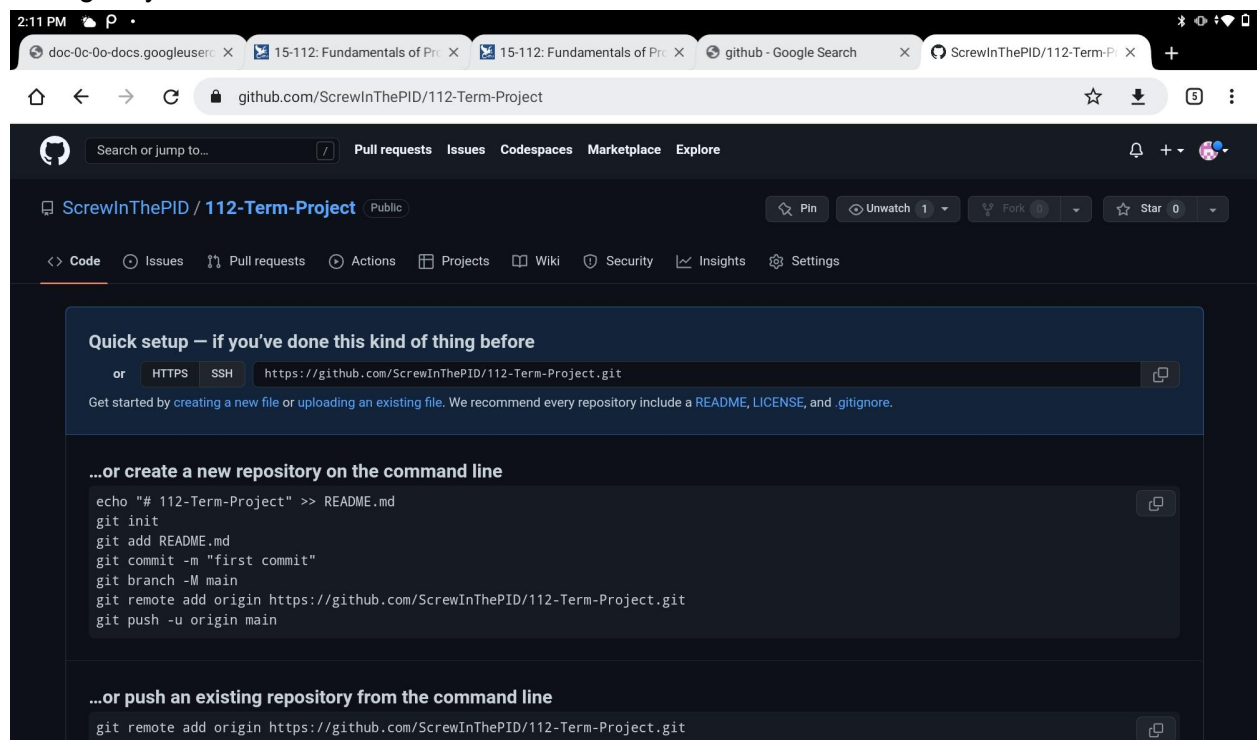 2:11 PM
doc-0c-0o-docs.googleuserc
15-112: Fundamentals of Pro
15-112: Fundamentals of Pro
github - Google Search
ScrewInThePID/112-Term-P
github.com/ScrewInThePID/112-Term-Project
5
Search or jump to...
/
Pull requests Issues Codespaces Marketplace Explore
ScrewInThePID / 112-Term-Project Public
Pin
Unwatch 1
Fork 0
Star 0
<> Code Issues Pull requests Actions Projects Wiki Security Insights Settings
Quick setup — if you've done this kind of thing before
or HTTPS SSH https://github.com/ScrewInThePID/112-Term-Project.git
Get started by creating a new file or uploading an existing file. We recommend every repository include a README, LICENSE, and .gitignore.
…or create a new repository on the command line
echo "# 112-Term-Project" >> README.md
git init
git add README.md
git commit -m "first commit"
git branch -M main
git remote add origin https://github.com/ScrewInThePID/112-Term-Project.git
git push -u origin main
…or push an existing repository from the command line
git remote add origin https://github.com/ScrewInThePID/112-Term-Project.git